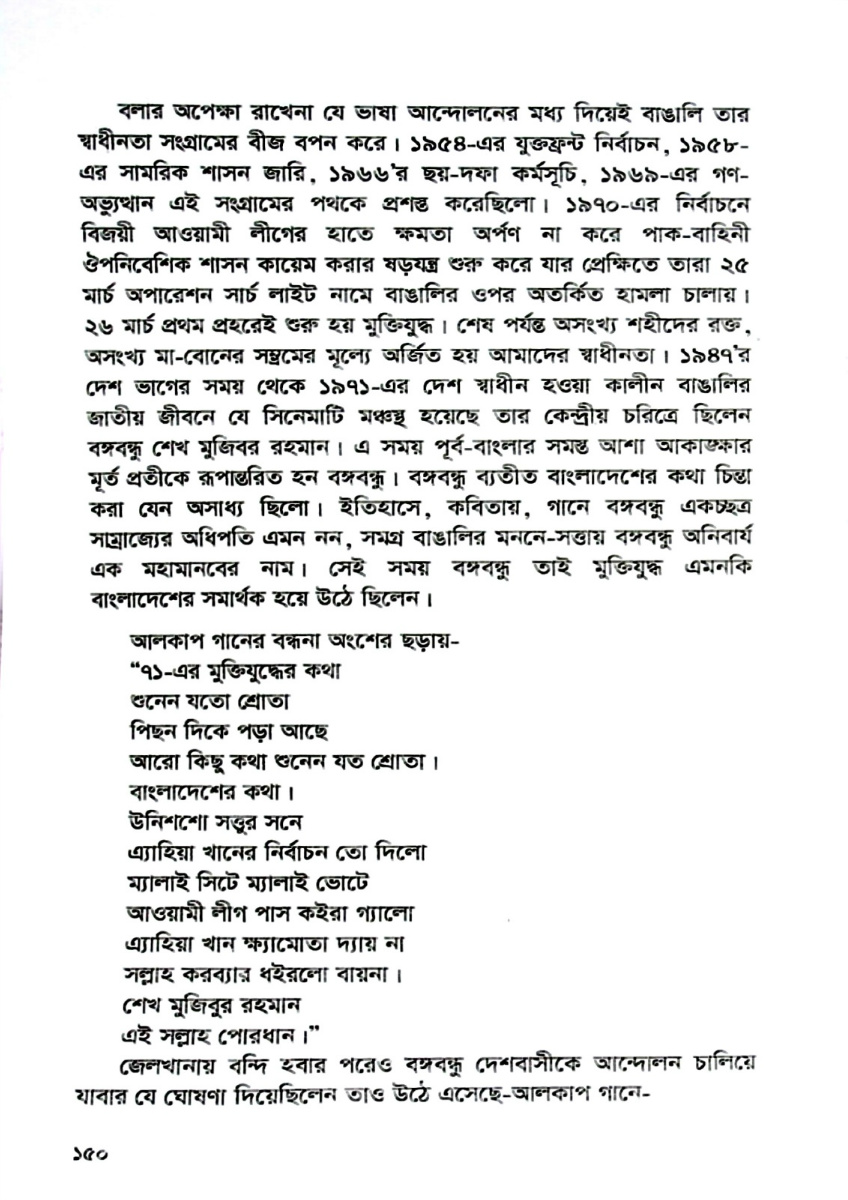 বলার অপেক্ষা রাখেনা যে ভাষা আন্দোলনের মধ্য দিয়েই বাঙালি তার
স্বাধীনতা সংগ্রামের বীজ বপন করে। ১৯৫৪-এর যুক্তফ্রন্ট নির্বাচন, ১৯৫৮-
এর সামরিক শাসন জারি, ১৯৬৬'র ছয়-দফা কর্মসূচি, ১৯৬৯-এর গণ-
অভ্যুত্থান এই সংগ্রামের পথকে প্রশস্ত করেছিলো। ১৯৭০-এর নির্বাচনে
বিজয়ী আওয়ামী লীগের হাতে ক্ষমতা অর্পণ না করে পাক-বাহিনী
ঔপনিবেশিক শাসন কায়েম করার ষড়যন্ত্র শুরু করে যার প্রেক্ষিতে তারা ২৫
মার্চ অপারেশন সার্চ লাইট নামে বাঙালির ওপর অতর্কিত হামলা চালায়।
২৬ মার্চ প্রথম প্রহরেই শুরু হয় মুক্তিযুদ্ধ। শেষ পর্যন্ত অসংখ্য শহীদের রক্ত,
অসংখ্য মা-বোনের সম্ভ্রমের মূল্যে অর্জিত হয় আমাদের স্বাধীনতা। ১৯৪৭'র
দেশ ভাগের সময় থেকে ১৯৭১-এর দেশ স্বাধীন হওয়া কালীন বাঙালির
জাতীয় জীবনে যে সিনেমাটি মঞ্চস্থ হয়েছে তার কেন্দ্রীয় চরিত্রে ছিলেন
বঙ্গবন্ধু শেখ মুজিবর রহমান। এ সময় পূর্ব-বাংলার সমস্ত আশা আকাঙ্ক্ষার
মূর্ত প্রতীকে রূপান্তরিত হন বঙ্গবন্ধু। বঙ্গবন্ধু ব্যতীত বাংলাদেশের কথা চিন্তা
করা যেন অসাধ্য ছিলো। ইতিহাসে, কবিতায়, গানে বঙ্গবন্ধু একচ্ছত্র
সাম্রাজ্যের অধিপতি এমন নন, সমগ্র বাঙালির মননে-সত্তায় বঙ্গবন্ধু অনিবার্য
এক মহামানবের নাম। সেই সময় বঙ্গবন্ধু তাই মুক্তিযুদ্ধ এমনকি
বাংলাদেশের সমার্থক হয়ে উঠে ছিলেন।
আলকাপ গানের বন্ধনা অংশের ছড়ায়-
“৭১-এর মুক্তিযুদ্ধের কথা
শুনেন যতো শ্রোতা
পিছন দিকে পড়া আছে
আরো কিছু কথা শুনেন যত শ্রোতা।
বাংলাদেশের কথা।
উনিশশো সত্তুর সনে
এ্যাহিয়া খানের নির্বাচন তো দিলো
ম্যালাই সিটে ম্যালাই ভোটে
আওয়ামী লীগ পাস কইরা গ্যালো
এ্যাহিয়া খান ক্ষ্যামোতা দ্যায় না
সল্লাহ করব্যার ধইরলো বায়না।
শেখ মুজিবুর রহমান
এই সল্লাহ পোরধান।”
জেলখানায় বন্দি হবার পরেও বঙ্গবন্ধু দেশবাসীকে আন্দোলন চালিয়ে
যাবার যে ঘোষণা দিয়েছিলেন তাও উঠে এসেছে-আলকাপ গানে-
১৫০